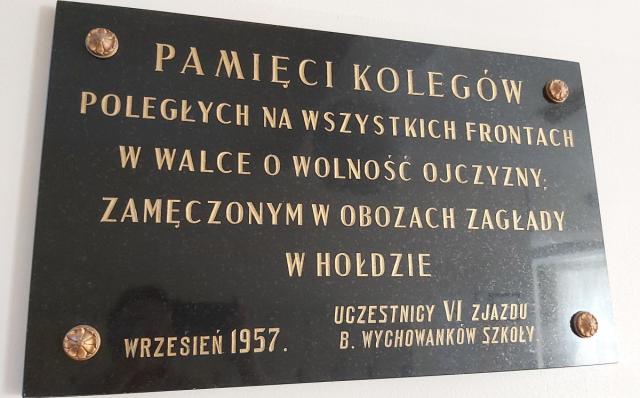 PAMIĘCI KOLEGÓW
POLEGŁYCH NA WSZYSTKICH FRONTACH
W WALCE O WOLNOŚĆ OJCZYZNY;
ZAMĘCZONYM W OBOZACH ZAGŁADY
W HOŁDZIE
UCZESTNICY VI ZJAZDU
B. WYCHOWANKÓW SZKOŁY.
WRZESIEŃ 1957.